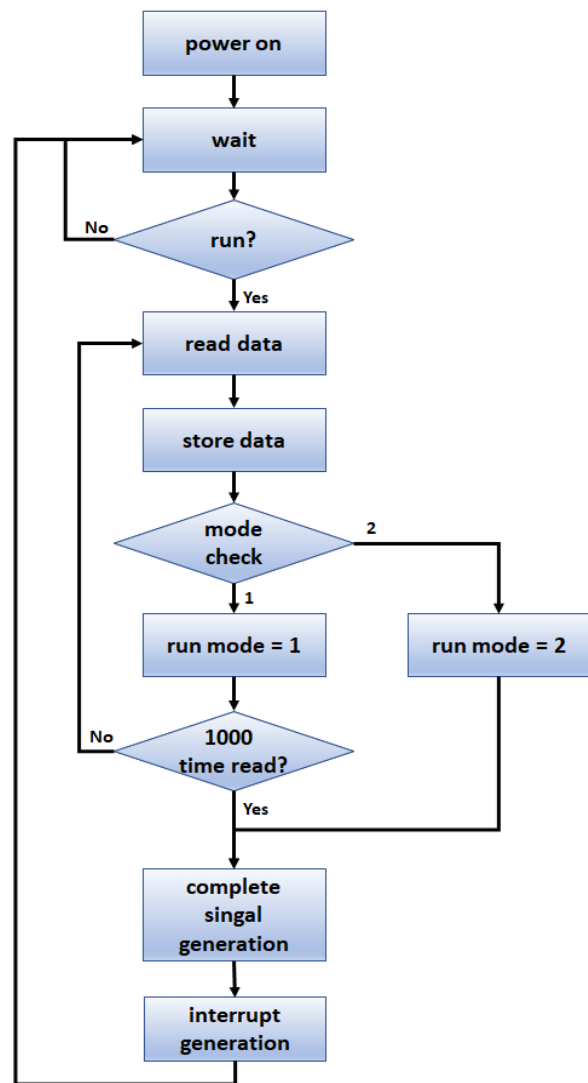 power on
wait
No
run?
Yes
read data
store data
mode
check
2
1
run mode = 1
run mode = 2
No
1000
time read?
Yes
complete
singal
generation
interrupt
generation